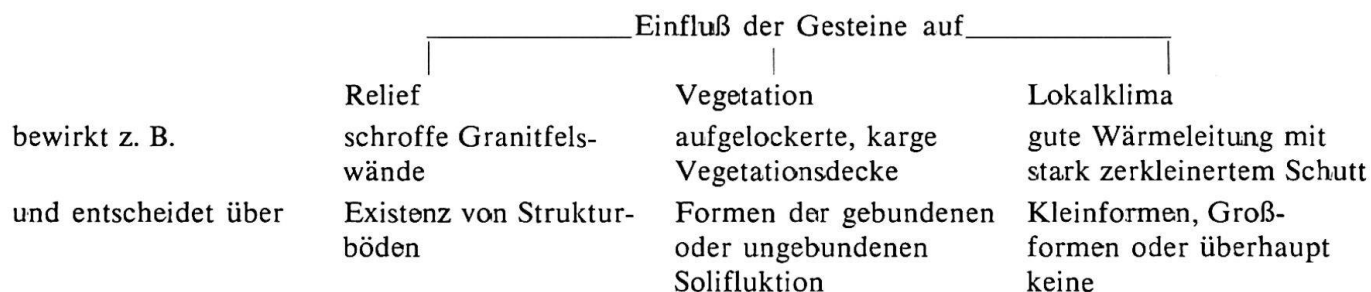 Einfluß der Gesteine auf
Relief Vegetation Lokalklima
bewirkt z. B. schroffe Granitfels- aufgelockerte, karge gute Wärmeleitung mit
wände Vegetationsdecke stark zerkleinertem Schutt
und entscheidet über Existenz von Struktur- Formen der gebundenen Kleinformen, Groß-
böden oder ungebundenen formen oder überhaupt
Solifluktion keine